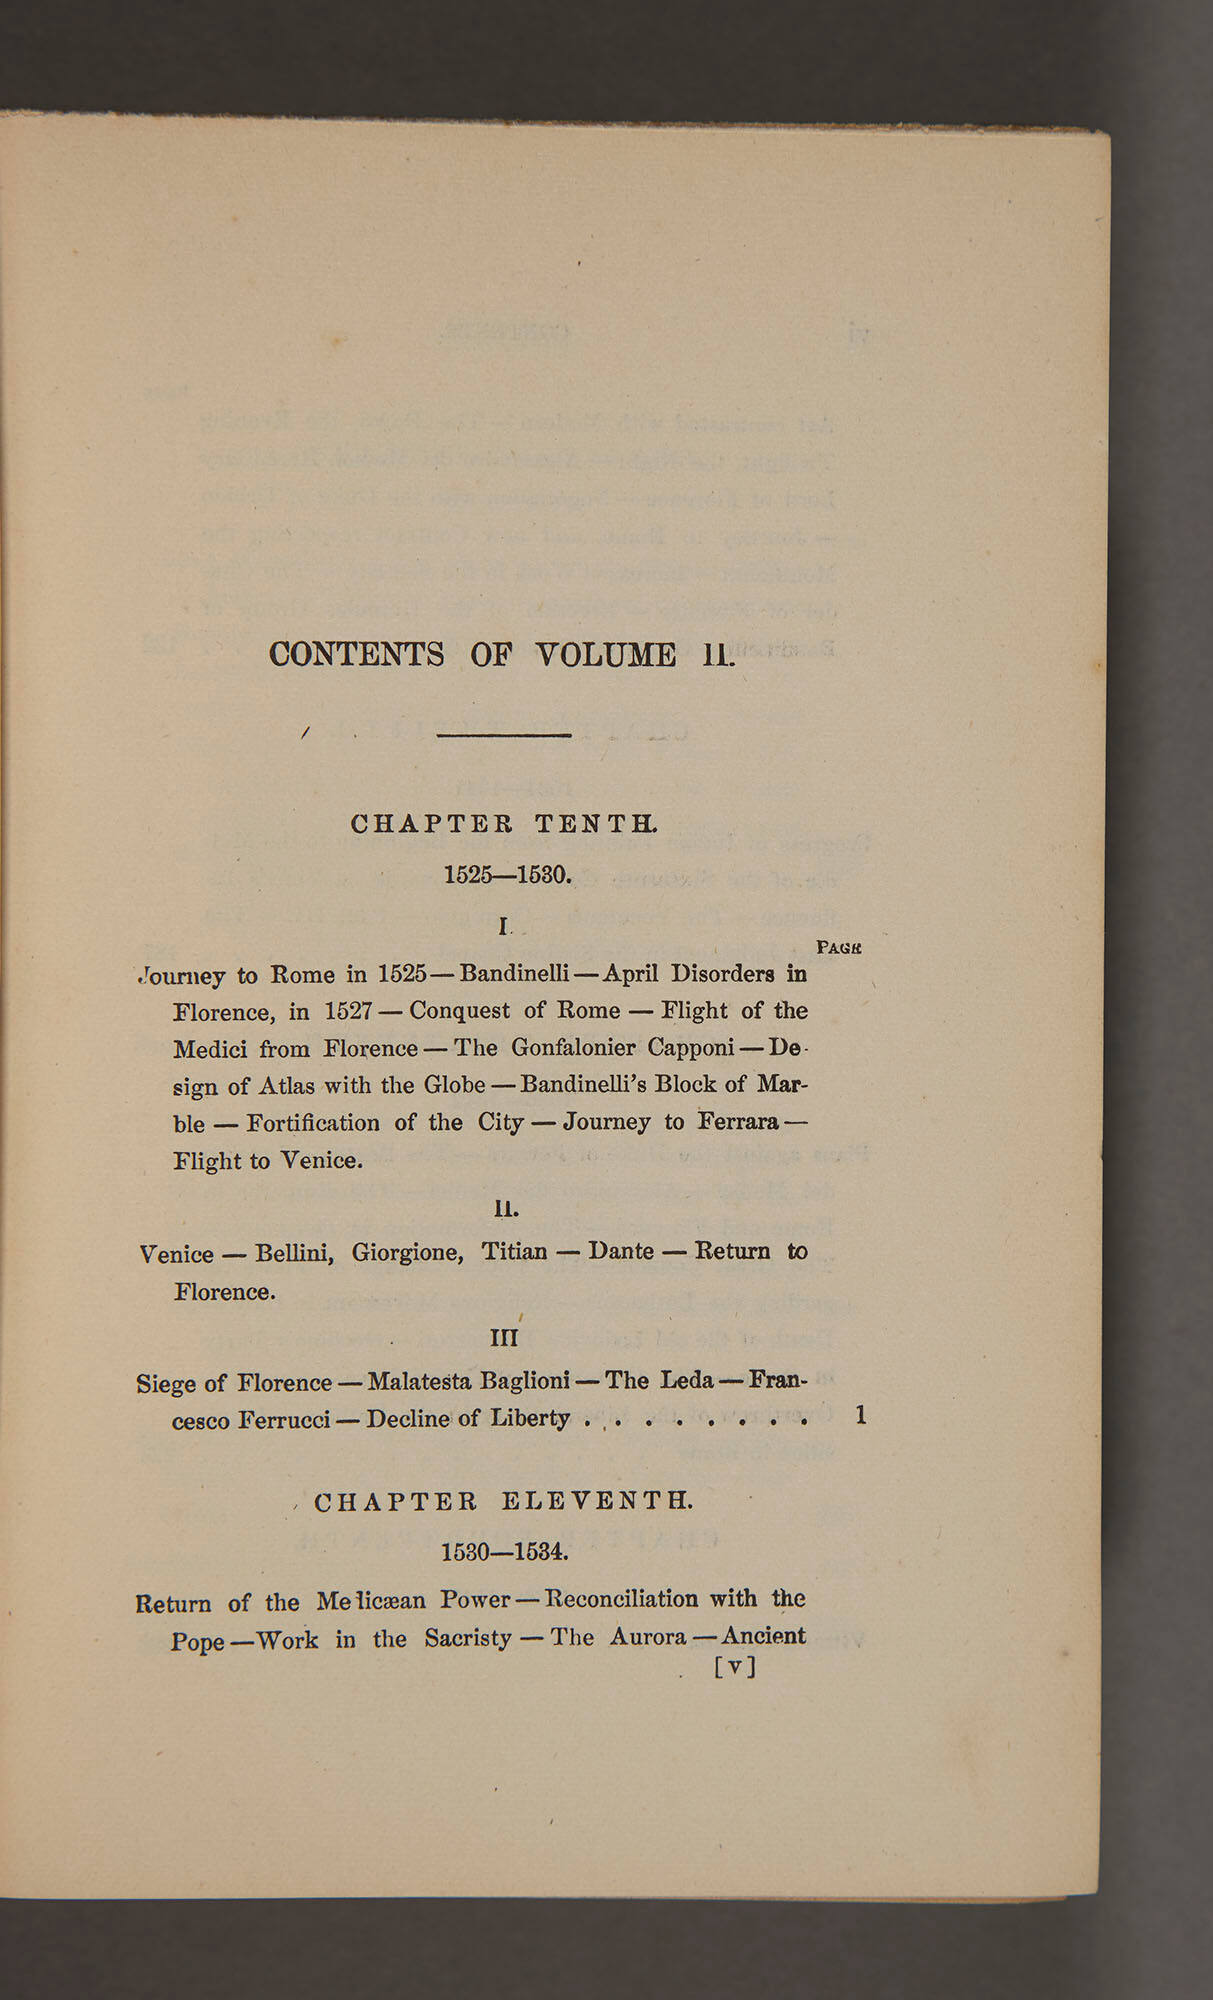 CONTENTS OF VOLUME II.
CHAPTER TENTH.
1525—1530.
I.
PAGE
Journey to Rome in 1525—Bandinelli—April Disorders in
Florence, in 1527—Conquest of Rome—Flight of the
Medici from Florence—The Gonfalonier Capponi—De-
sign of Atlas with the Globe—Bandinelli's Block of Mar-
ble—Fortification of the City—Journey to Ferrara—
Flight to Venice.
II.
Venice—Bellini, Giorgione, Titian—Dante—Return to
Florence.
III
Siege of Florence—Malatesta Baglioni—The Leda—Fran-
cesco Ferrucci—Decline of Liberty . . . . . . . . 1
CHAPTER ELEVENTH.
1530—1534.
Return of the Medicæan Power—Reconciliation with the
Pope—Work in the Sacristy—The Aurora—Ancient
[v]